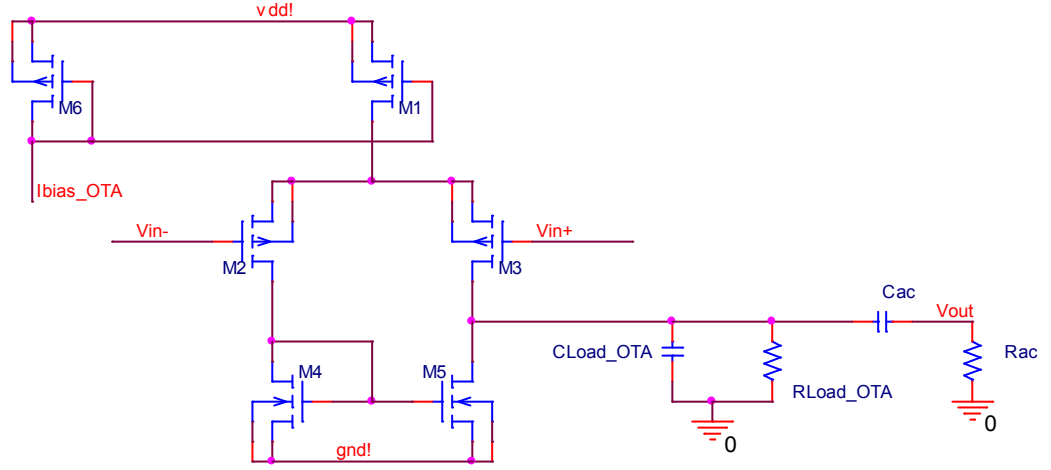 vdd!
M6
M1
Ibias_OTA
Vin-
Vin+
M2
M3
Cac
Vout
CLoad_OTA
Rac
M4
M5
RLoad_OTA
0
0
gnd!